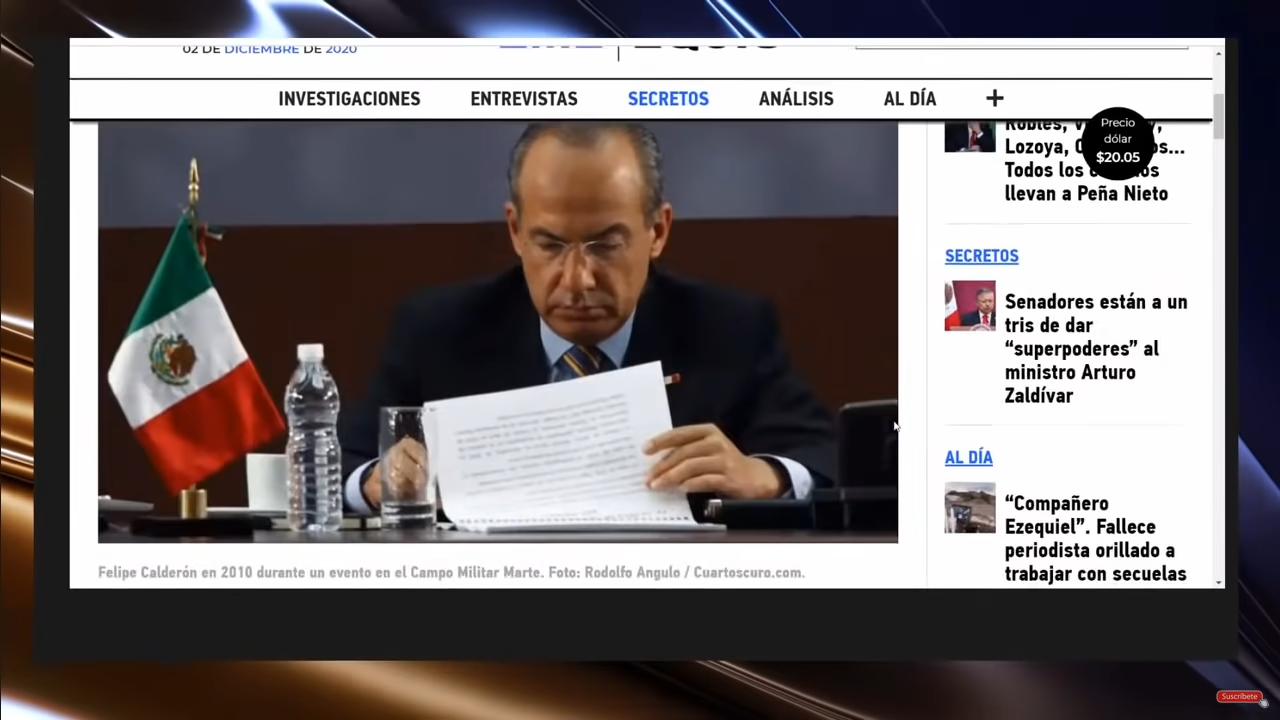 02 DE DICIEMBRE DE 2020
INVESTIGACIONES ENTREVISTAS SECRETOS ANÁLISIS AL DÍA +
Precio
dólar
$20.05
Robles,
Lozoya,
Todos los
llevan a Peña Nieto
SECRETOS
Senadores están a un
tris de dar
“superpoderes” al
ministro Arturo
Zaldívar
AL DÍA
“Compañero
Ezequiel”. Fallece
periodista orillado a
trabajar con secuelas
Felipe Calderón en 2010 durante un evento en el Campo Militar Marte. Foto: Rodolfo Angulo / Cuartoscuro.com.
Suscríbete